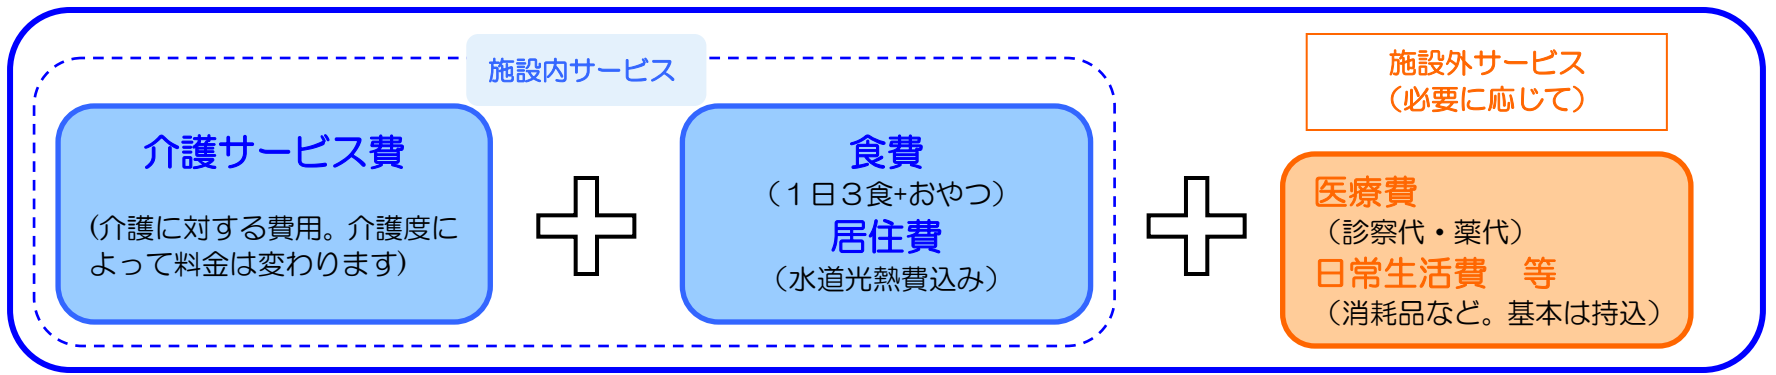 施設内サービス
介護サービス費
(介護に対する費用。介護度に
よって料金は変わります)
食費
（１日３食+おやつ）
居住費
（水道光熱費込み）
施設外サービス
（必要に応じて）
医療費
（診察代・薬代）
日常生活費　等
（消耗品など。基本は持込）